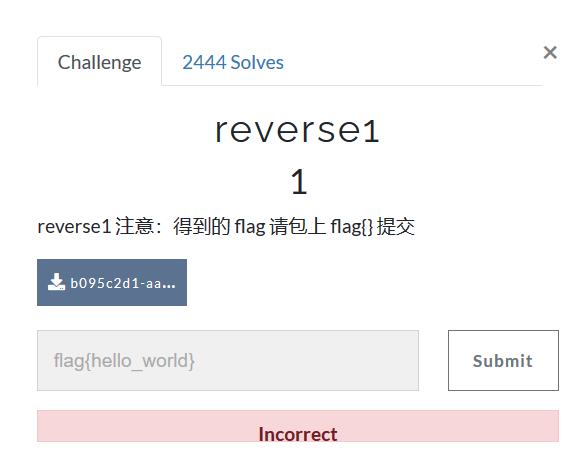 Challenge
2444 Solves
×
reverse1
1
reverse1 注意：得到的 flag 请包上 flag{} 提交
b095c2d1-aa...
flag{hello_world}
Submit
Incorrect